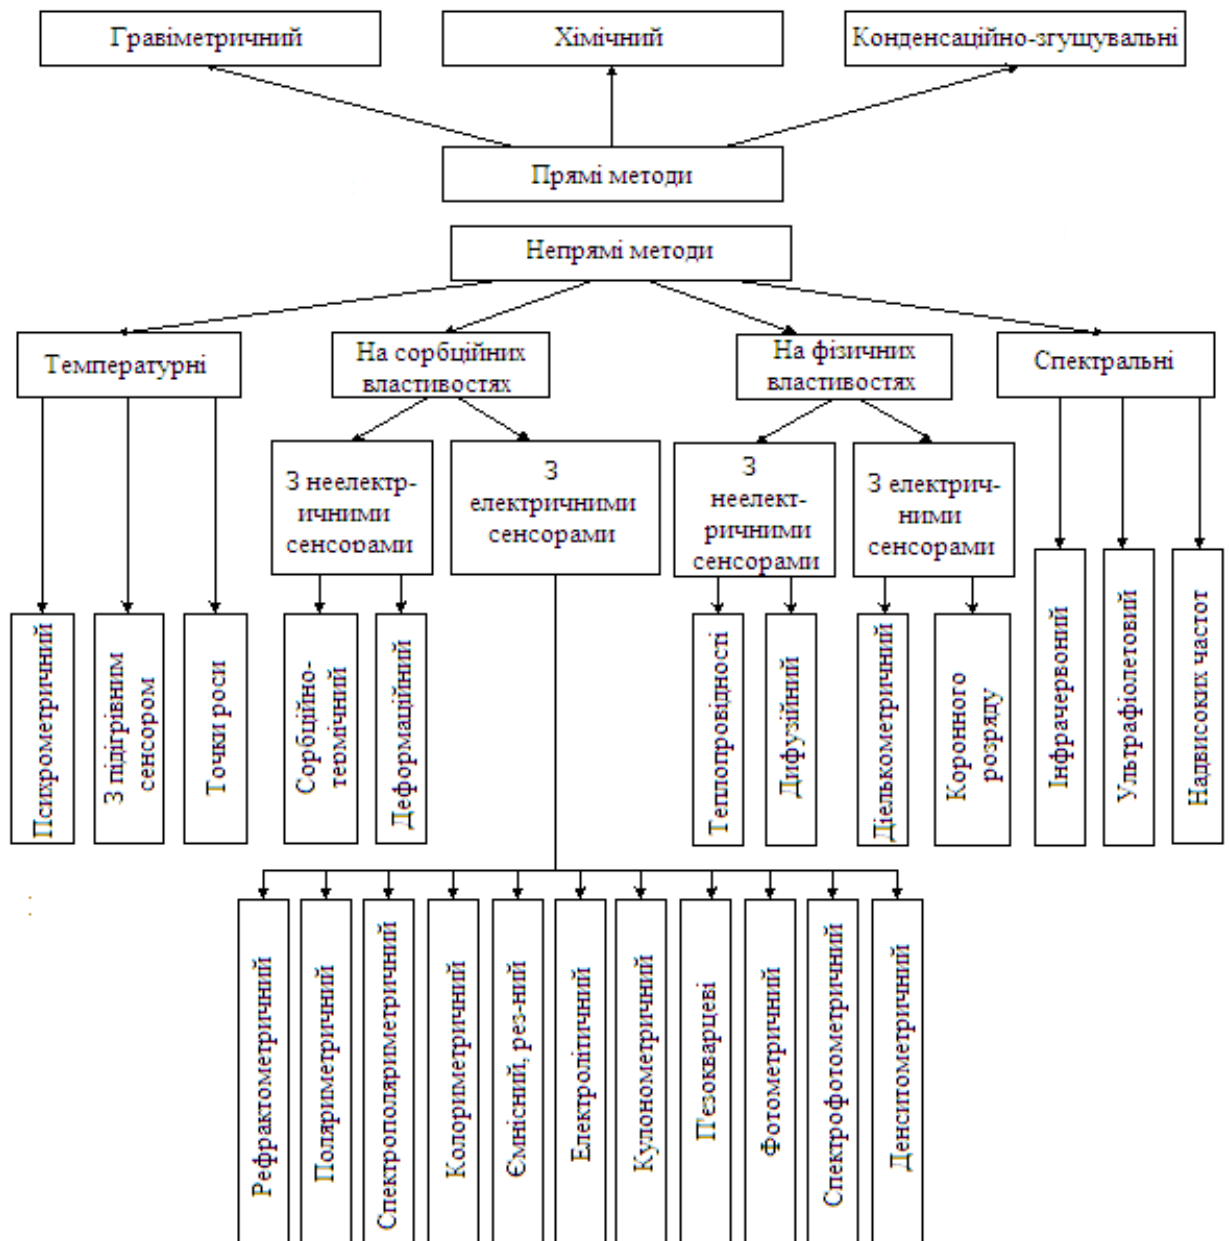 Гравіметричний
Хімічний
Конденсаційно-згущувальні
Прямі методи
Непрямі методи
Температурні
На сорбційних
властивостях
На фізичних
властивостях
Спектральні
З неелектр-
ичними
сенсорами
З
електричними
сенсорами
З
неелект-
ричними
сенсорами
З електрич-
ними
сенсорами
Психрометричний
З підігрівним
сенсором
Точки роси
Сорбційно-
термічний
Деформаційний
Теплопровідності
Дифузійний
Діелькометричний
Коронного
розряду
Інфрачервоний
Ультрафіолетовий
Надвисоких частот
Рефрактометричний
Поляриметричний
Спектрополяриметричний
Колориметричний
Ємнісний, рез-ний
Електролітичний
Кулонометричний
П'езокварцеві
Фотометричний
Спектрофотометричний
Денситометричний